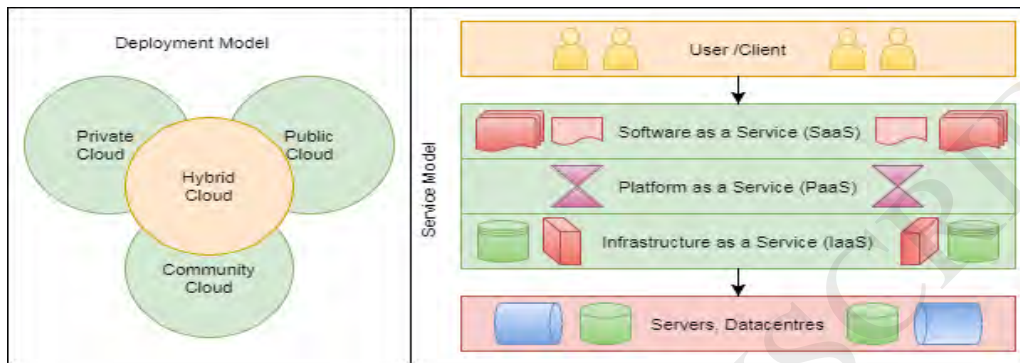 Deployment Model
Private
Cloud
Public
Cloud
Hybrid
Cloud
Community
Cloud
Service Model
User /Client
Software as a Service (SaaS)
Platform as a Service (PaaS)
Infrastructure as a Service (IaaS)
Servers, Datacentres